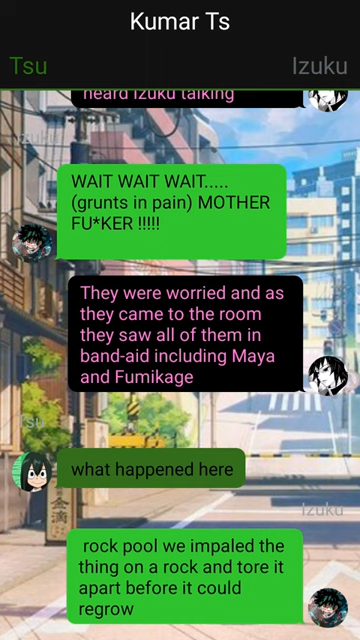 Kumar Ts
Tsu Izuku
heard Izuku talking
Izuku
WAIT WAIT WAIT.....
(grunts in pain) MOTHER
FU*KER !!!!!
They were worried and as
they came to the room
they saw all of them in
band-aid including Maya
and Fumikage
Tsu
what happened here
Izuku
rock pool we impaled the
thing on a rock and tore it
apart before it could
regrow